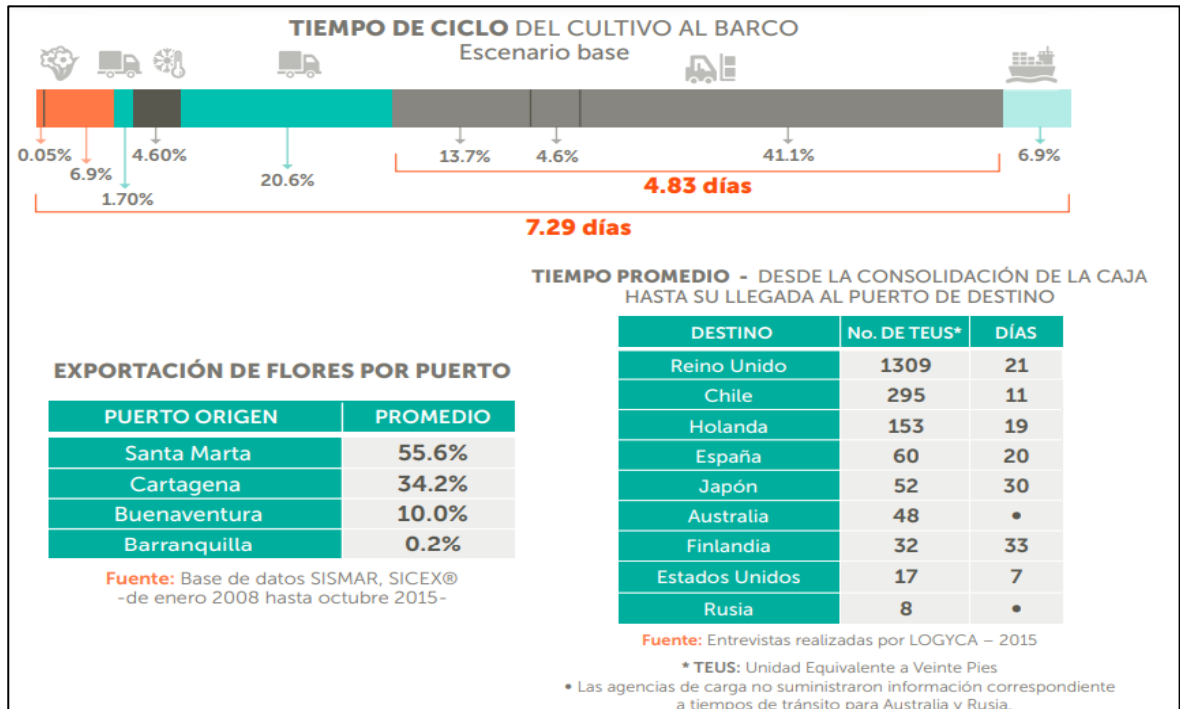 TIEMPO DE CICLO DEL CULTIVO AL BARCO
Escenario base
0.05%
6.9%
1.70%
4.60%
20.6%
13.7%
4.6%
41.1%
6.9%
4.83 días
7.29 días
EXPORTACIÓN DE FLORES POR PUERTO
PUERTO ORIGEN PROMEDIO
Santa Marta 55.6%
Cartagena 34.2%
Buenaventura 10.0%
Barranquilla 0.2%
Fuente: Base de datos SISMAR, SICEX®
-de enero 2008 hasta octubre 2015-
TIEMPO PROMEDIO - DESDE LA CONSOLIDACIÓN DE LA CAJA
HASTA SU LLEGADA AL PUERTO DE DESTINO
DESTINO No. DE TEUS* DÍAS
Reino Unido 1309 21
Chile 295 11
Holanda 153 19
España 60 20
Japón 52 30
Australia 48 •
Finlandia 32 33
Estados Unidos 17 7
Rusia 8 •
Fuente: Entrevistas realizadas por LOGYCA – 2015
* TEUS: Unidad Equivalente a Veinte Pies
• Las agencias de carga no suministraron información correspondiente
a tiempos de tránsito para Australia y Rusia.